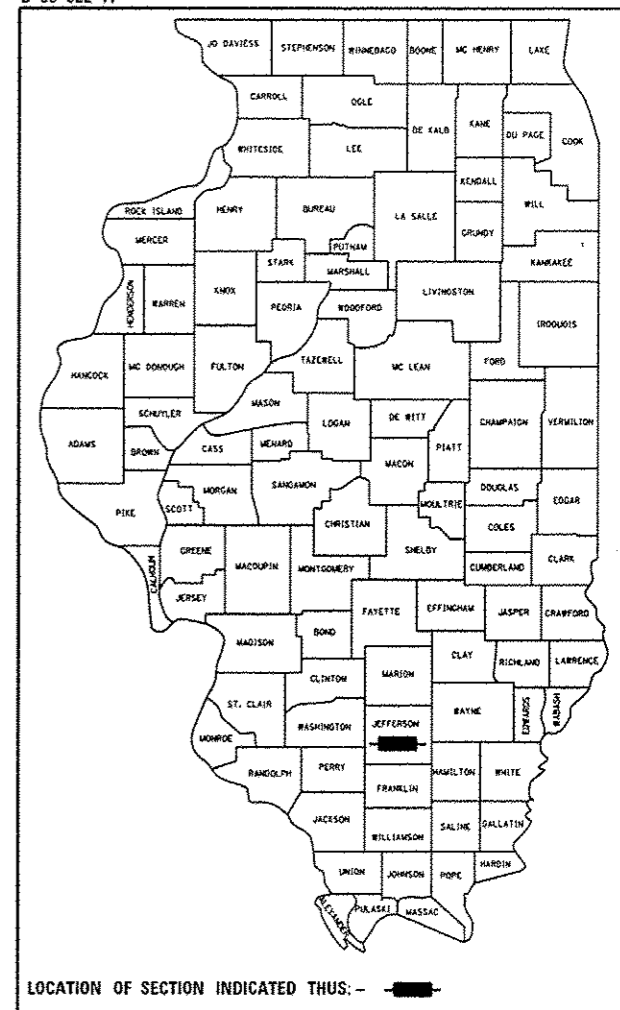 JO DAVIESS STEPHENSON WINNEBAGO BOONE MC HENRY LAKE
CARROLL OGLE DE KALB KANE DU PAGE COOK
WHITESIDE LEE
KENDALL WILL
ROCK ISLAND HENRY BUREAU LA SALLE GRUNDY
MERCER PUTNAM
STARK MARSHALL KANKAKEE
HENDERSON WARREN KNOX PEORIA WOODFORD LIVINGSTON IROQUOIS
HANCOCK MC DONOUGH FULTON TAZEWELL MC LEAN FORD
SCHUYLER MASON LOGAN DE WITT CHAMPAIGN VERMILION
ADAMS BROWN CASS MENARD MACON PIATT
PIKE SCOTT MORGAN SANGAMON CHRISTIAN MOULTRIE DOUGLAS EDGAR
COLES
CALHOUN GREENE MACOUPIN MONTGOMERY SHELBY CUMBERLAND CLARK
JERSEY FAYETTE EFFINGHAM JASPER CRAWFORD
MADISON BOND
CLINTON MARION CLAY RICHLAND LAWRENCE
ST. CLAIR WASHINGTON JEFFERSON WAYNE EDWARDS WABASH
MONROE
RANDOLPH PERRY FRANKLIN HAMILTON WHITE
JACKSON WILLIAMSON SALINE GALLATIN
UNION JOHNSON POPE HARDIN
ALEXANDER PULASKI MASSAC
LOCATION OF SECTION INDICATED THUS: –